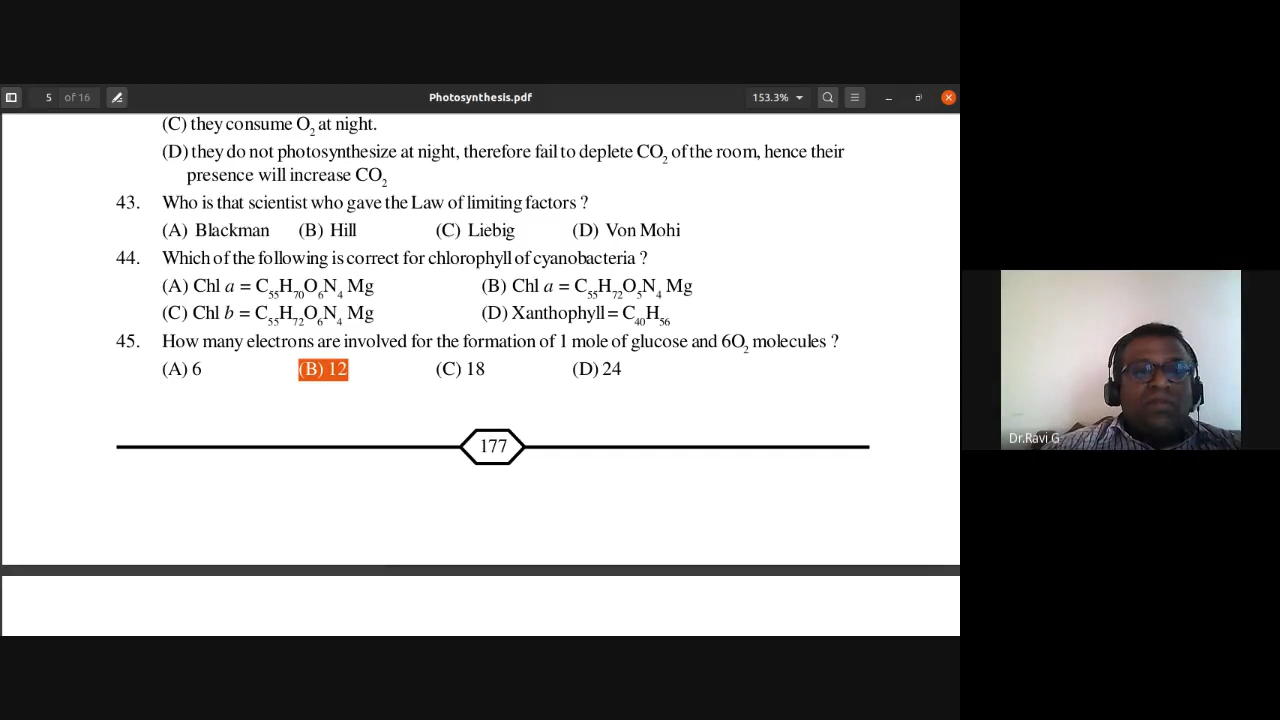 5 of 16
Photosynthesis.pdf
153.3%
(C) they consume O2 at night.
(D) they do not photosynthesize at night, therefore fail to deplete CO2 of the room, hence their
presence will increase CO2
43. Who is that scientist who gave the Law of limiting factors ?
(A) Blackman (B) Hill (C) Liebig (D) Von Mohi
44. Which of the following is correct for chlorophyll of cyanobacteria ?
(A) Chl a = C55H70O6N4 Mg (B) Chl a = C55H72O5N4 Mg
(C) Chl b = C55H72O6N4 Mg (D) Xanthophyll = C40H56
45. How many electrons are involved for the formation of 1 mole of glucose and 6O2 molecules ?
(A) 6 (B) 12 (C) 18 (D) 24
177
Dr.Ravi G